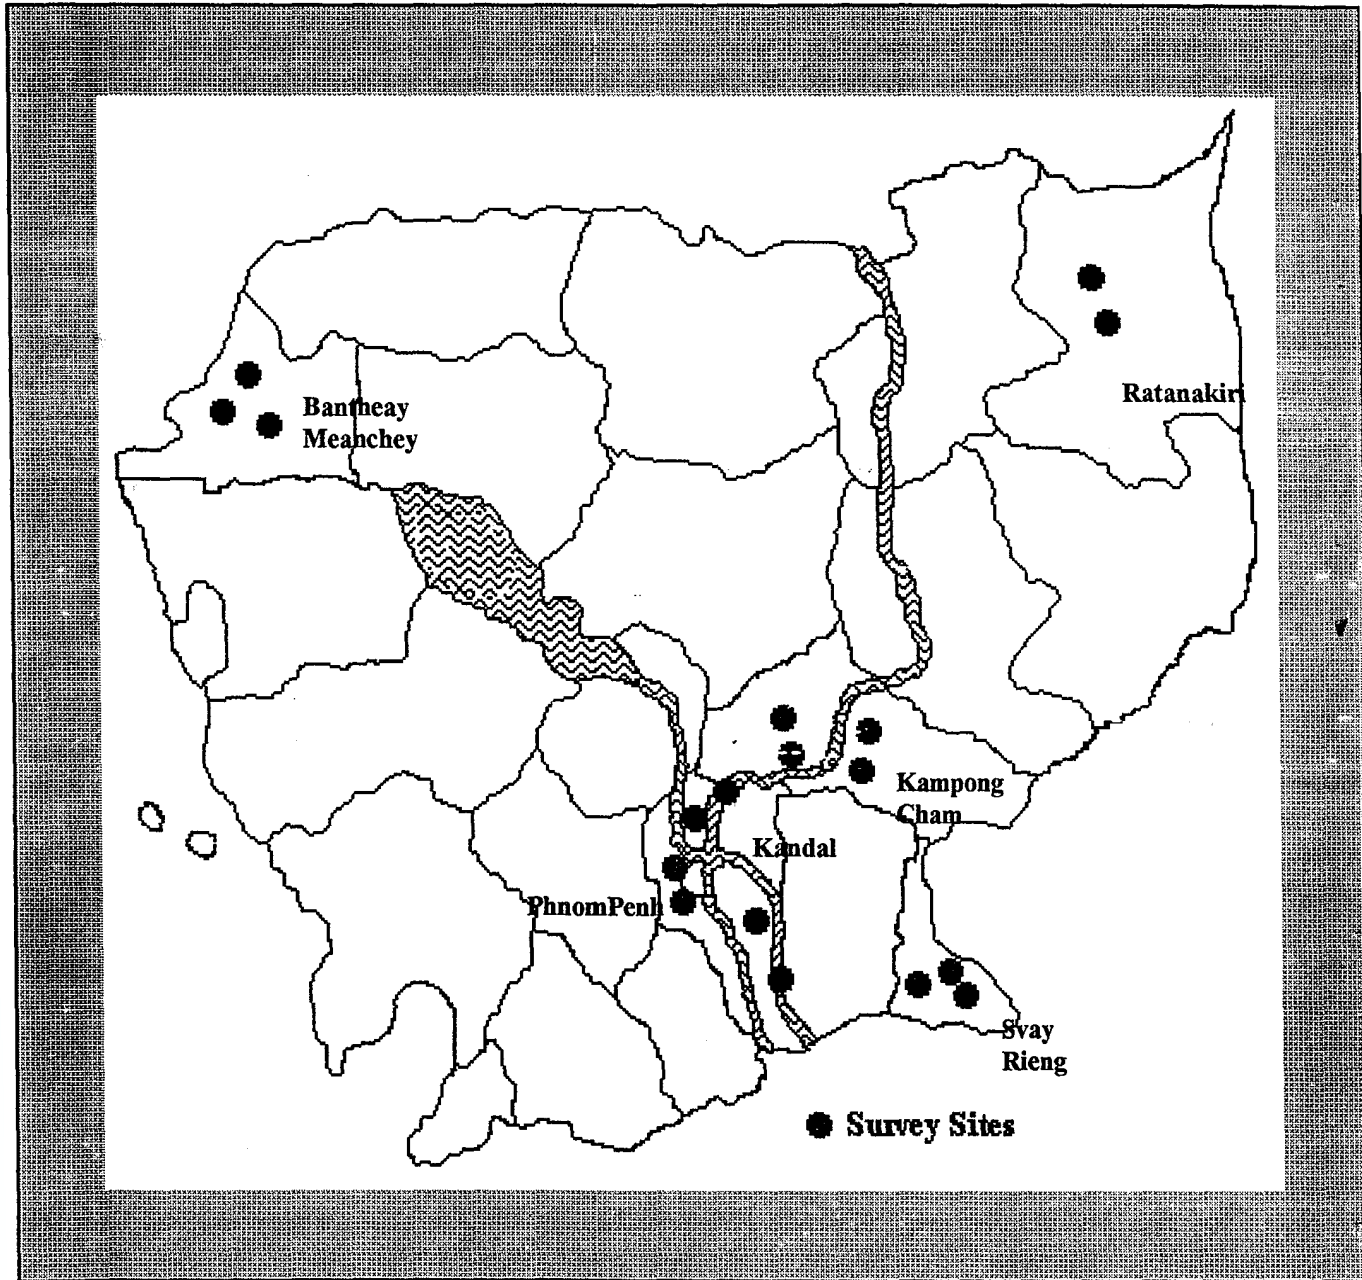 Ratanakiri
Bantheay
Meanchey
Kampong
Cham
Kandal
PhnomPenh
Svay
Rieng
Survey Sites